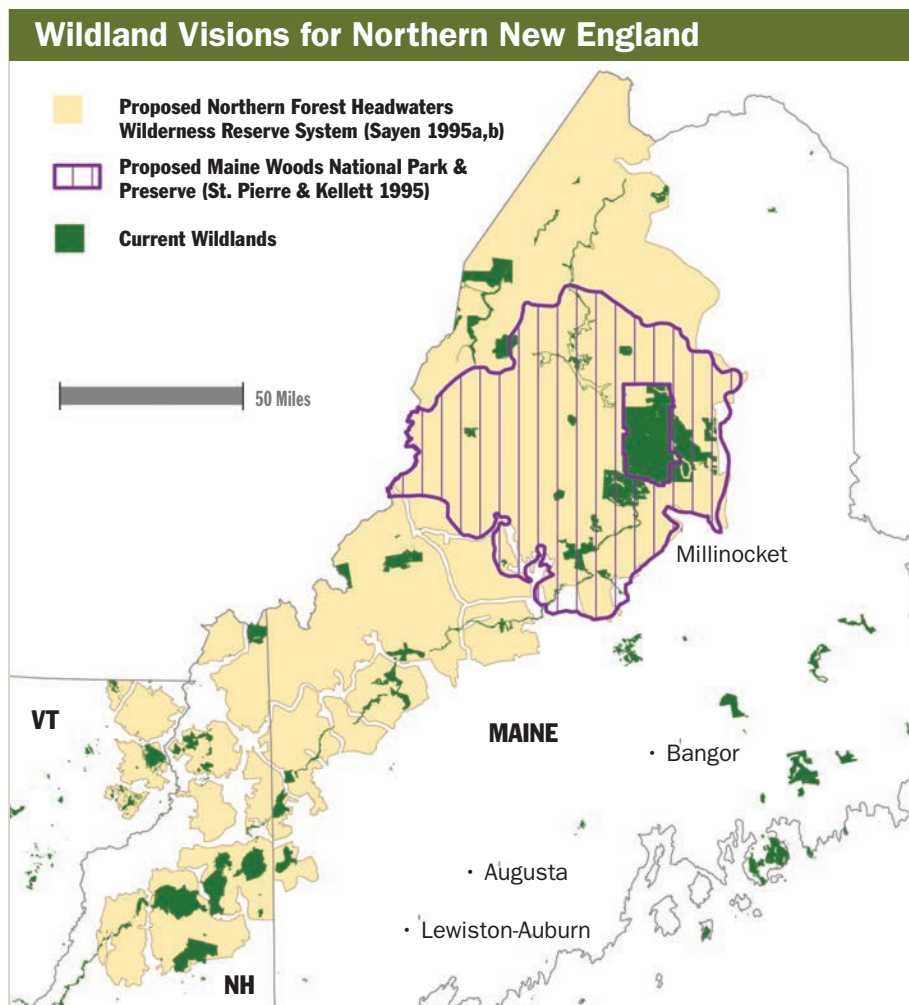 Wildland Visions for Northern New England
Proposed Northern Forest Headwaters
Wilderness Reserve System (Sayen 1995a,b)
Proposed Maine Woods National Park &
Preserve (St. Pierre & Kellett 1995)
Current Wildlands
50 Miles
Millinocket
VT
MAINE
· Bangor
· Augusta
· Lewiston-Auburn
NH